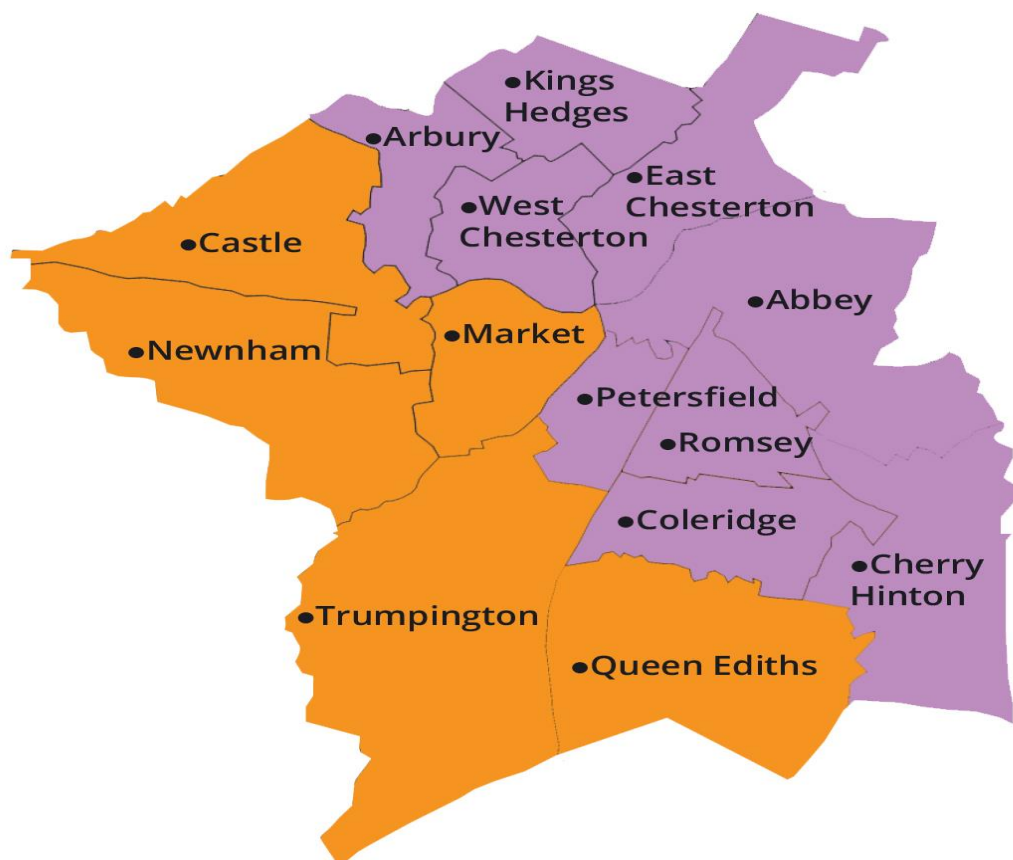 Kings
Hedges
Arbury
East
Chesterton
West
Chesterton
Castle
Abbey
Market
Newnham
Petersfield
Romsey
Coleridge
Cherry
Hinton
Trumpington
Queen Ediths